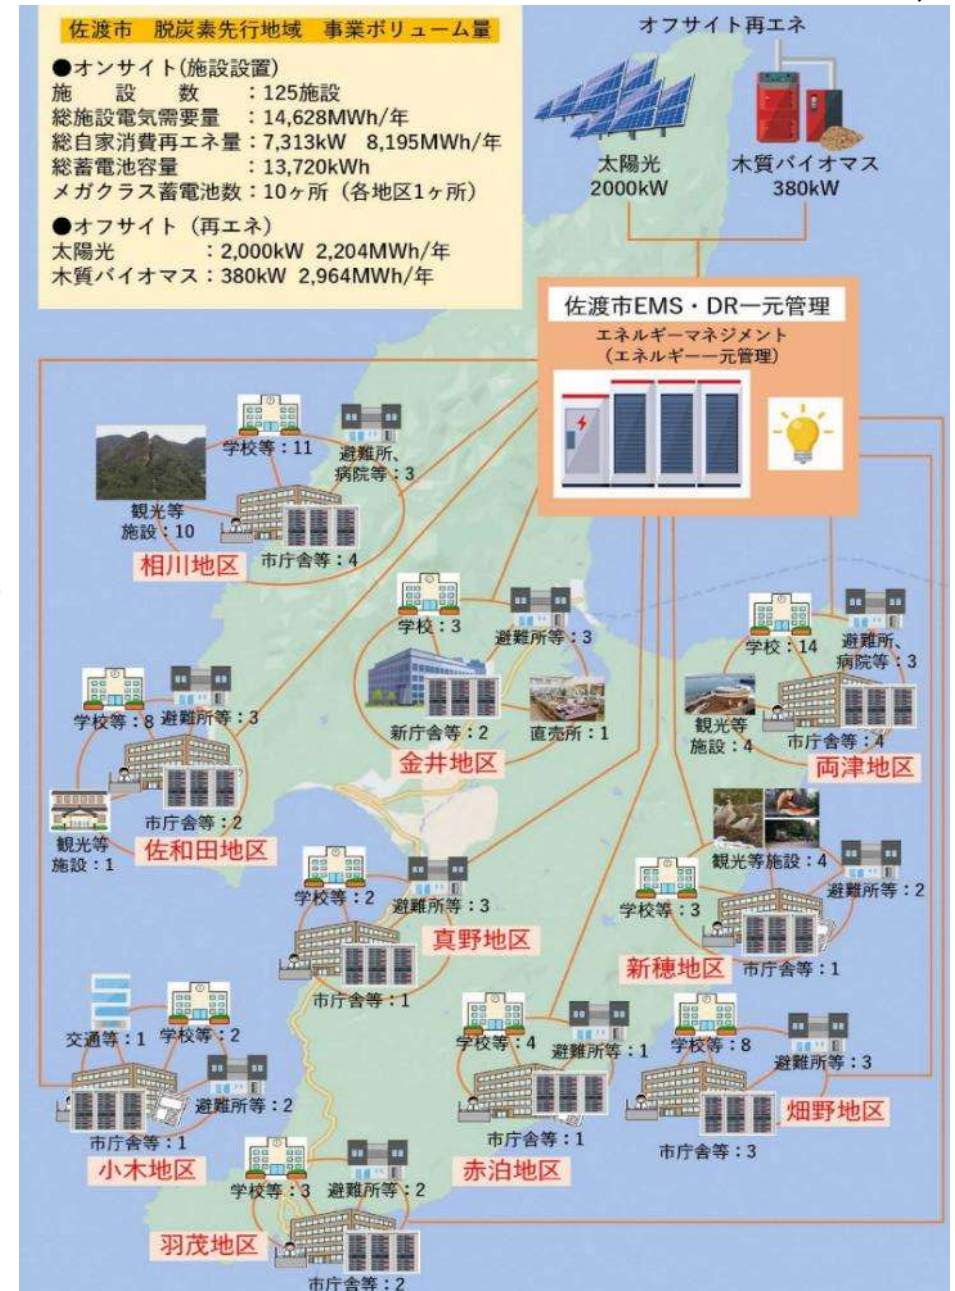 佐渡市 脱炭素先行地域 事業ボリューム量
●オンサイト(施設設置)
施設数：125施設
総施設電気需要量：14,628MWh/年
総自家消費再エネ量：7,313kW 8,195MWh/年
総蓄電池容量：13,720kWh
メガクラス蓄電池数：10ヶ所（各地区1ヶ所）
●オフサイト（再エネ）
太陽光：2,000kW 2,204MWh/年
木質バイオマス：380kW 2,964MWh/年
オフサイト再エネ
太陽光
2000kW
木質バイオマス
380kW
佐渡市EMS・DR一元管理
エネルギーマネジメント
（エネルギー一元管理）
学校等：11
避難所、
病院等：3
観光等
施設：10
市庁舎等：4
相川地区
学校：3
避難所等：3
新庁舎等：2
直売所：1
金井地区
学校：14
避難所、
病院等：3
観光等
施設：4
市庁舎等：4
両津地区
学校等：8
避難所等：3
市庁舎等：2
観光等
施設：1
佐和田地区
学校等：2
避難所等：3
真野地区
市庁舎等：1
観光等施設：4
学校等：3
避難所等：2
市庁舎等：1
新穂地区
交通等：1
学校等：2
避難所等：2
市庁舎等：1
小木地区
学校等：4
避難所等：1
市庁舎等：1
赤泊地区
学校等：8
避難所等：3
市庁舎等：3
畑野地区
学校等：3
避難所等：2
羽茂地区
市庁舎等：2